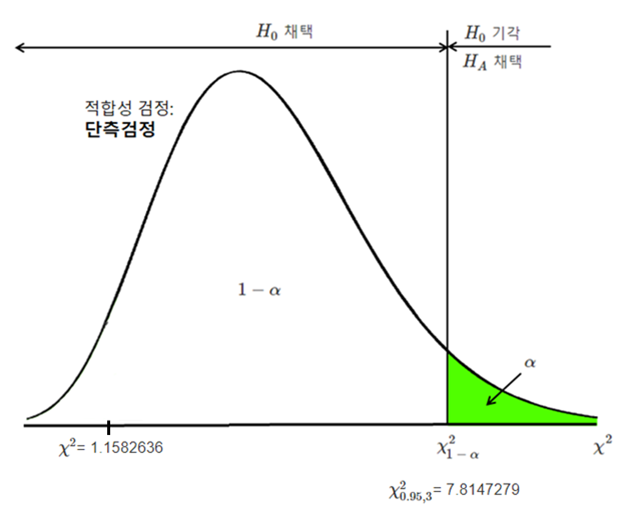 H₀ 채택
H₀ 기각
H_A 채택
적합성 검정:
단측검정
1 − α
α
χ²= 1.1582636
χ²₁₋α
χ²
χ²₀.₉₅,₃= 7.8147279